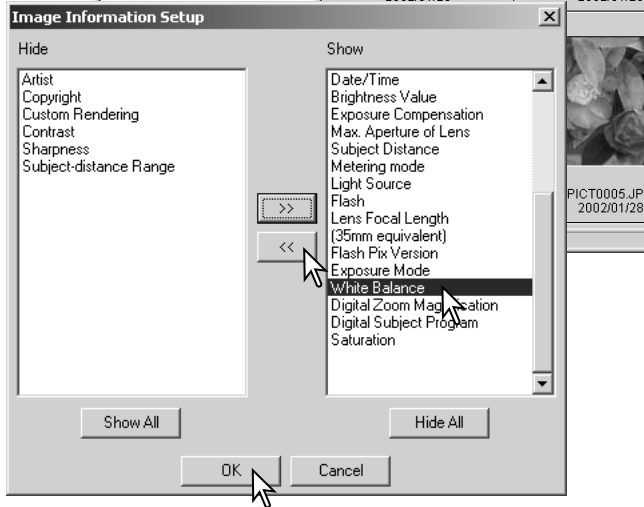 Image Information Setup
Hide
Show
Artist
Copyright
Custom Rendering
Contrast
Sharpness
Subject-distance Range
>>
<<
Date/Time
Brightness Value
Exposure Compensation
Max. Aperture of Lens
Subject Distance
Metering mode
Light Source
Flash
Lens Focal Length
(35mm equivalent)
Flash Pix Version
Exposure Mode
White Balance
Digital Zoom
Digital Subject Program
Saturation
Show All
Hide All
OK
Cancel
PICT0005.JP
2002/01/28